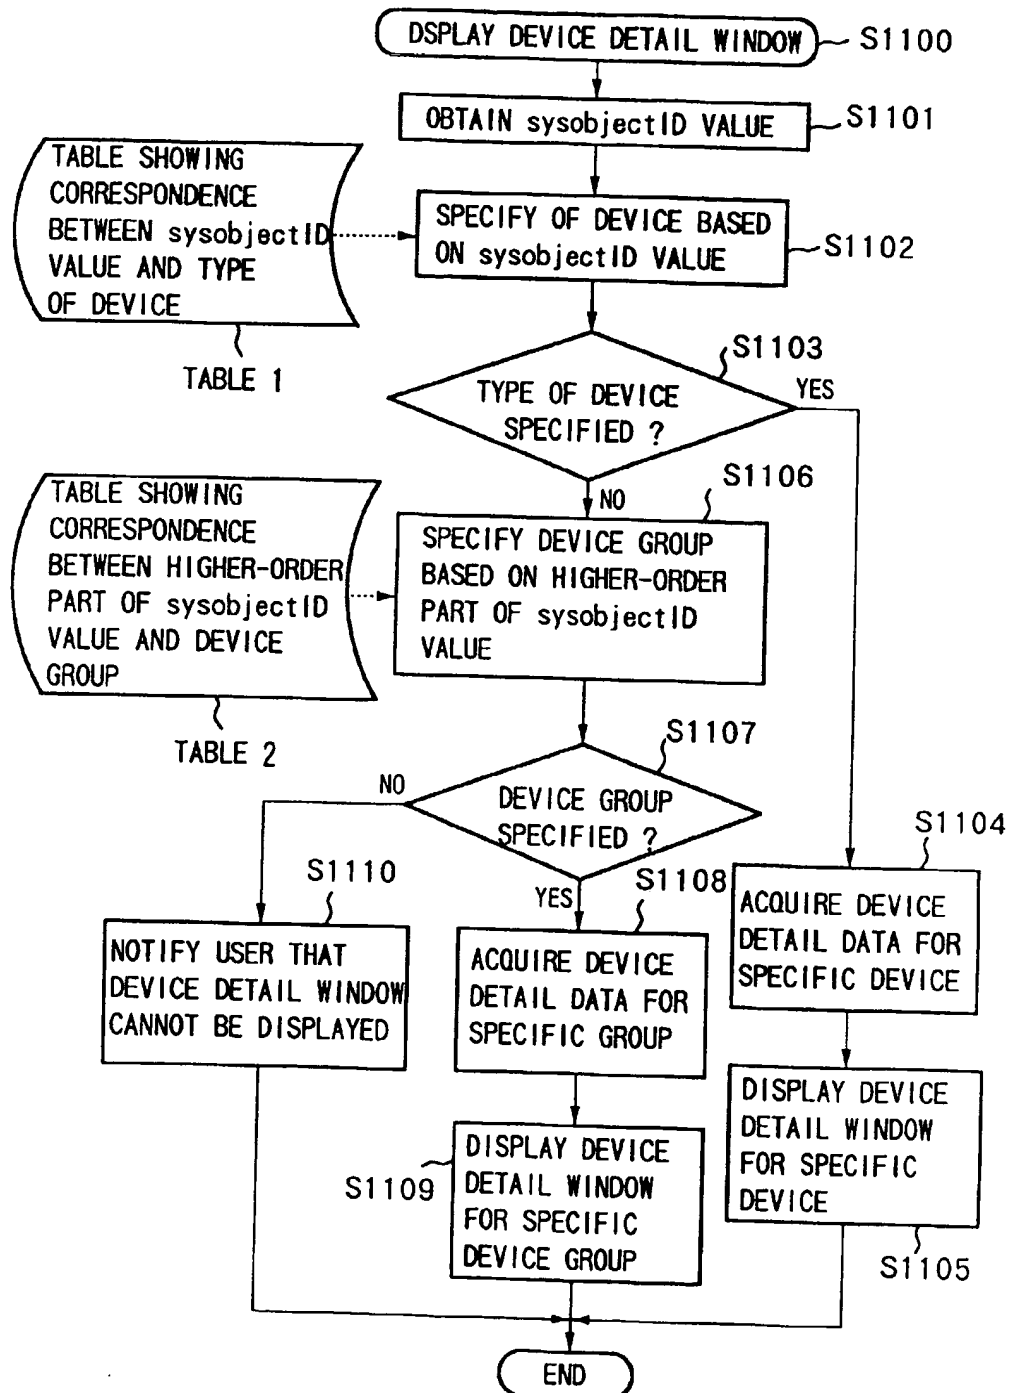 DSPLAY DEVICE DETAIL WINDOW
S1100
OBTAIN sysobjectID VALUE
S1101
TABLE SHOWING
CORRESPONDENCE
BETWEEN sysobjectID
VALUE AND TYPE
OF DEVICE
TABLE 1
SPECIFY OF DEVICE BASED
ON sysobjectID VALUE
S1102
S1103
TYPE OF DEVICE
SPECIFIED ?
YES
NO
S1106
TABLE SHOWING
CORRESPONDENCE
BETWEEN HIGHER-ORDER
PART OF sysobjectID
VALUE AND DEVICE
GROUP
TABLE 2
SPECIFY DEVICE GROUP
BASED ON HIGHER-ORDER
PART OF sysobjectID
VALUE
S1107
DEVICE GROUP
SPECIFIED ?
NO
YES
S1110
NOTIFY USER THAT
DEVICE DETAIL WINDOW
CANNOT BE DISPLAYED
S1108
ACQUIRE DEVICE
DETAIL DATA FOR
SPECIFIC GROUP
S1104
ACQUIRE DEVICE
DETAIL DATA FOR
SPECIFIC DEVICE
S1109
DISPLAY DEVICE
DETAIL WINDOW
FOR SPECIFIC
DEVICE GROUP
DISPLAY DEVICE
DETAIL WINDOW
FOR SPECIFIC
DEVICE
S1105
END